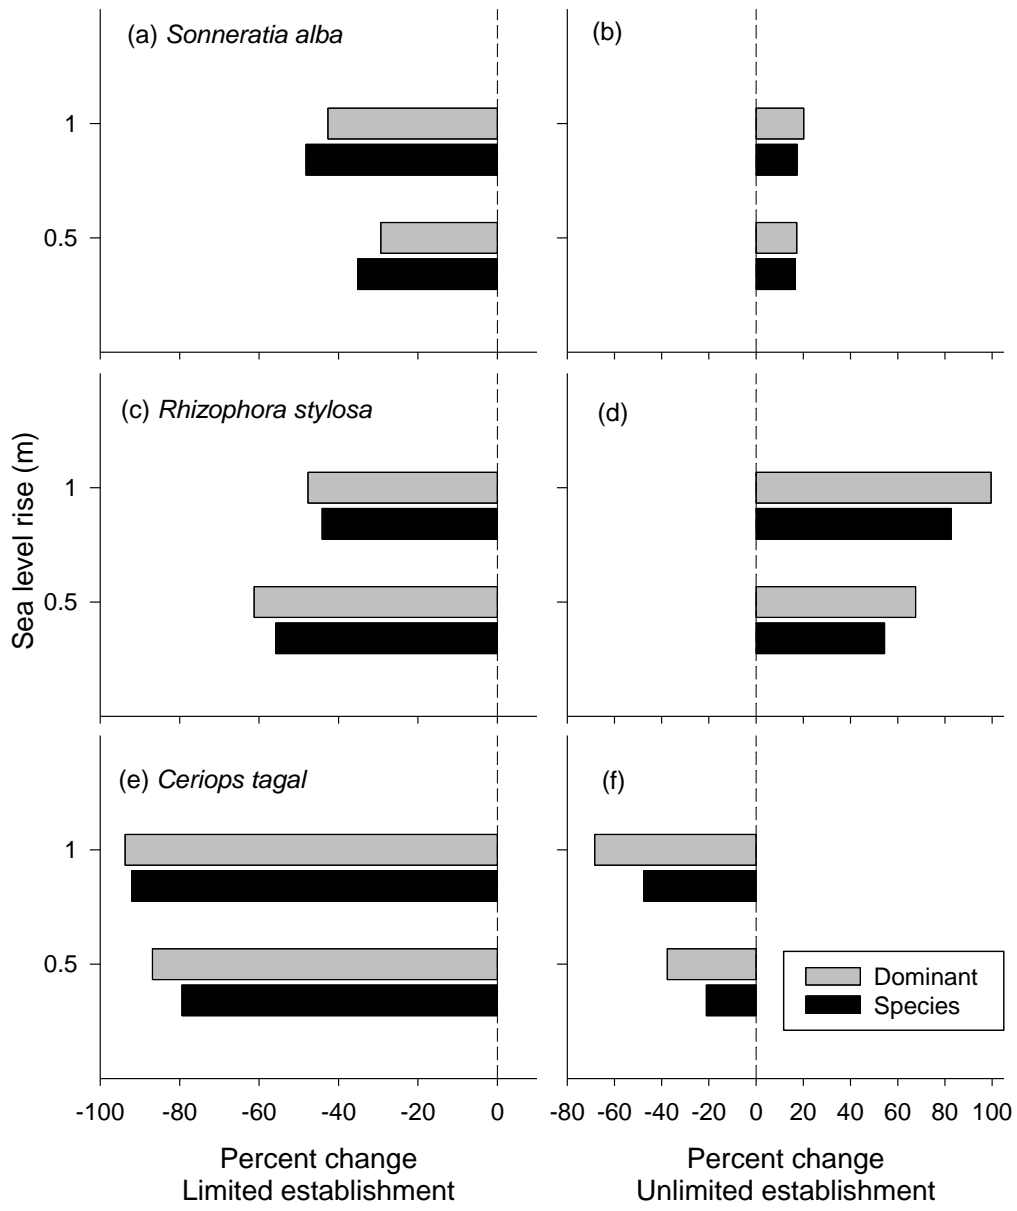 (a) Sonneratia alba
(b)
1
0.5
(c) Rhizophora stylosa
(d)
1
0.5
Sea level rise (m)
(e) Ceriops tagal
(f)
1
0.5
Dominant
Species
-100 -80 -60 -40 -20 0
-80 -60 -40 -20 0 20 40 60 80 100
Percent change
Limited establishment
Percent change
Unlimited establishment